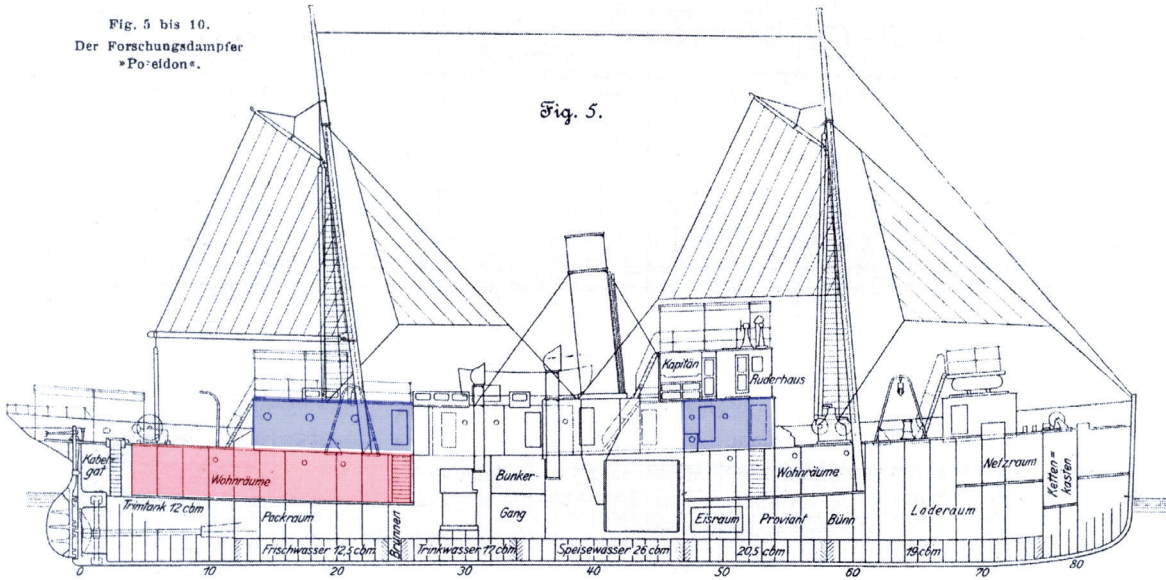 Fig. 5 bis 10.
Der Forschungsdampfer
»Poseidon«.
Fig. 5.
Kapitän
Ruderhaus
Kabel-
gat
Wohnräume
Bunker-
Gang
Wohnräume
Netzraum
Ketten=
kasten
Trimtank 12 cbm
Packraum
Brunnen
Eisraum
Proviant
Bünn
Laderaum
Frischwasser 12,5 cbm
Trinkwasser 17 cbm
Speisewasser 26 cbm
20,5 cbm
19 cbm
0 10 20 30 40 50 60 70 80